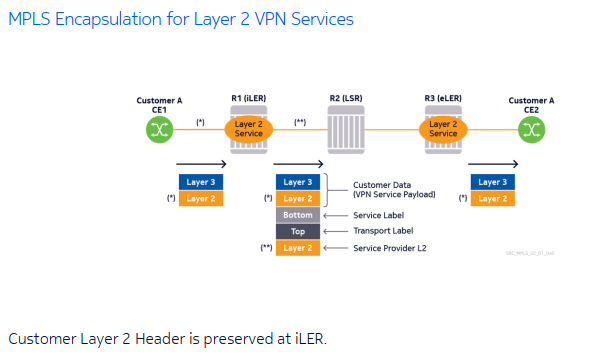 MPLS Encapsulation for Layer 2 VPN Services
Customer A
CE1
R1 (iLER)
R2 (LSR)
R3 (eLER)
Customer A
CE2
(*)
Layer 2
Service
(**)
Layer 2
Service
Layer 3
(*) Layer 2
Layer 3
(*) Layer 2
Bottom
Top
(**) Layer 2
Customer Data
(VPN Service Payload)
Service Label
Transport Label
Service Provider L2
Layer 3
(*) Layer 2
Customer Layer 2 Header is preserved at iLER.